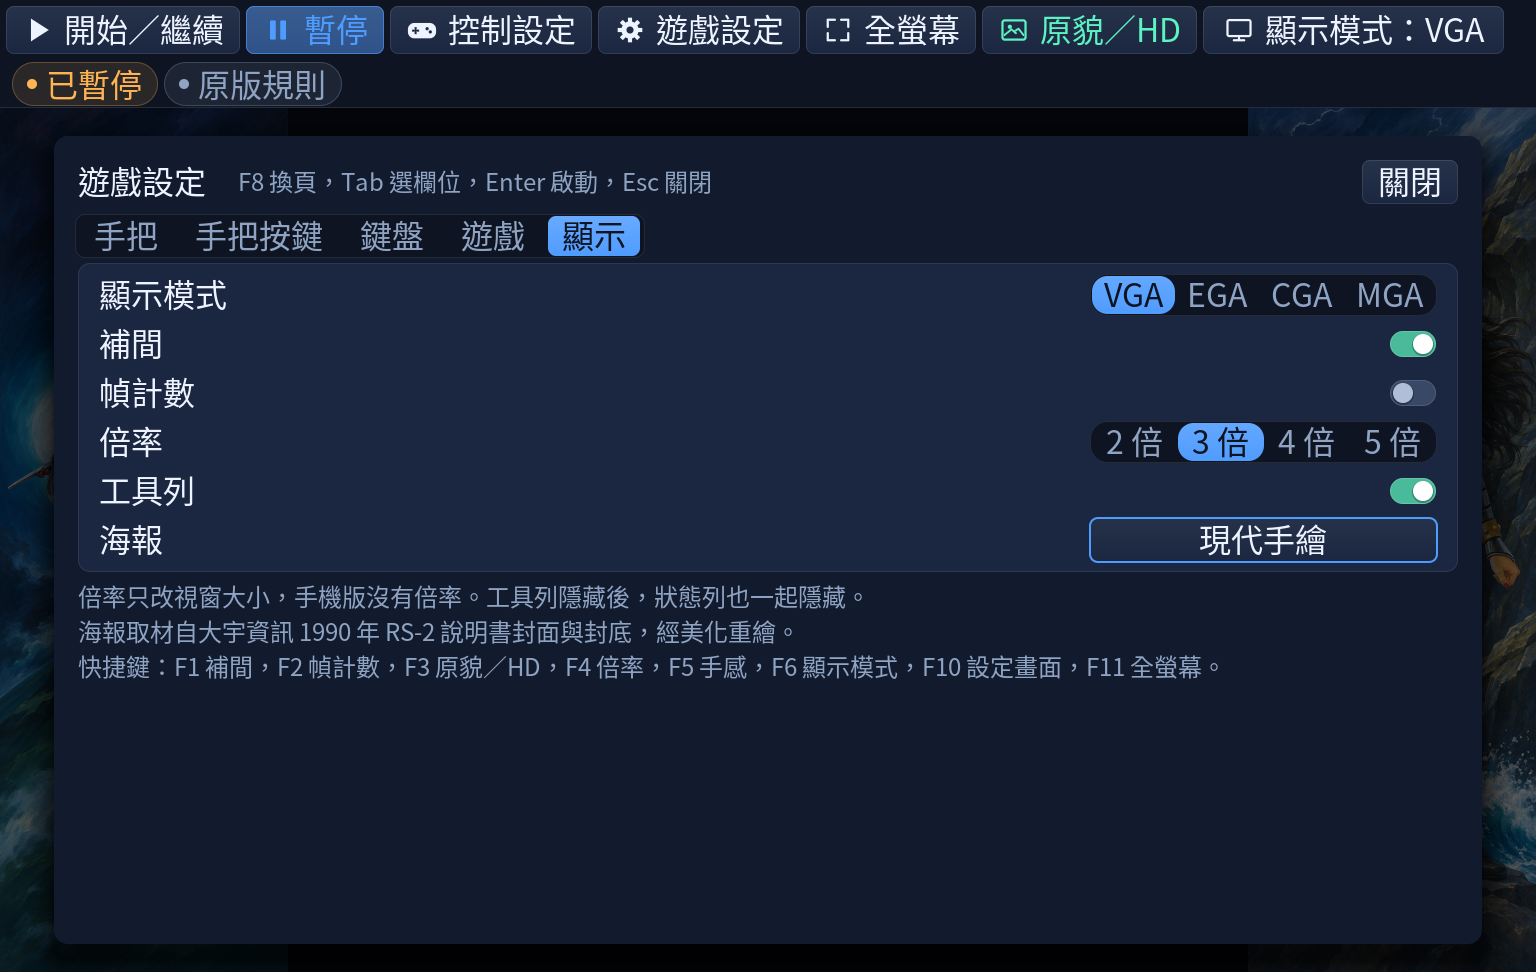 開始／繼續 暫停 控制設定 遊戲設定 全螢幕 原貌／HD 顯示模式：VGA
已暫停 原版規則
遊戲設定 F8 換頁，Tab 選欄位，Enter 啟動，Esc 關閉 關閉
手把 手把按鍵 鍵盤 遊戲 顯示
顯示模式 VGA EGA CGA MGA
補間
幀計數
倍率 2 倍 3 倍 4 倍 5 倍
工具列
海報 現代手繪
倍率只改視窗大小，手機版沒有倍率。工具列隱藏後，狀態列也一起隱藏。
海報取材自大宇資訊 1990 年 RS-2 說明書封面與封底，經美化重繪。
快捷鍵：F1 補間，F2 幀計數，F3 原貌／HD，F4 倍率，F5 手感，F6 顯示模式，F10 設定畫面，F11 全螢幕。